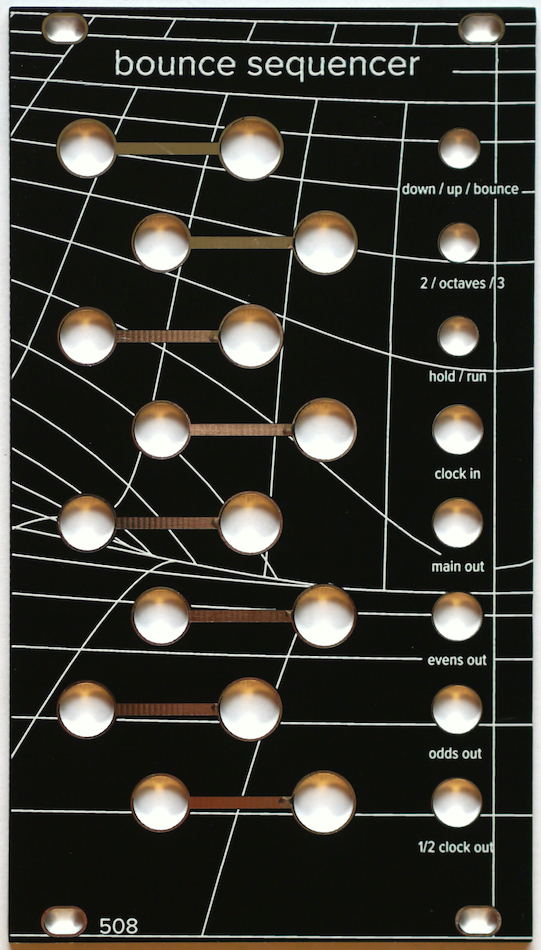 bounce sequencer
down / up / bounce
2 / octaves / 3
hold / run
clock in
main out
evens out
odds out
1/2 clock out
508